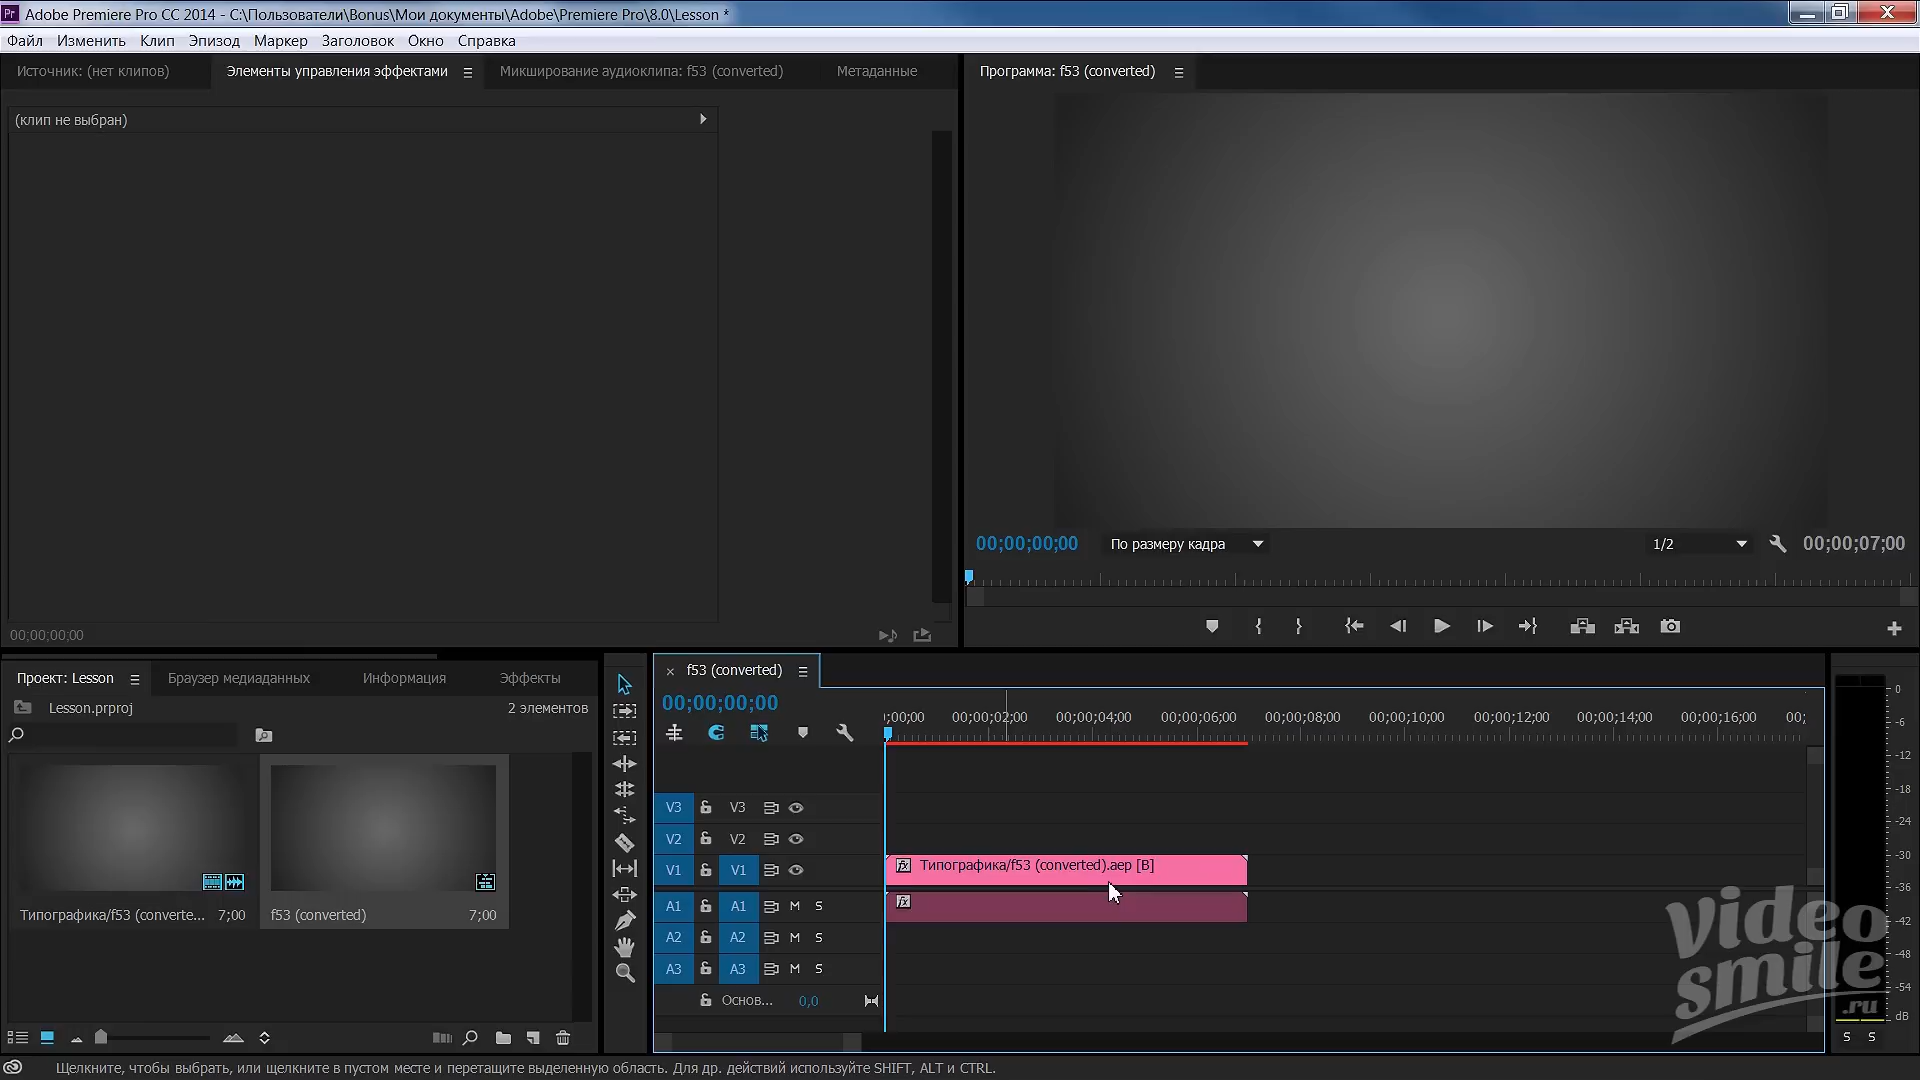 Adobe Premiere Pro CC 2014 - C:\Пользователи\Bonus\Мои документы\Adobe\Premiere Pro\8.0\Lesson *
Файл Изменить Клип Эпизод Маркер Заголовок Окно Справка
Источник: (нет клипов) Элементы управления эффектами Микширование аудиоклипа: f53 (converted) Метаданные
Программа: f53 (converted)
(клип не выбран)
00;00;00;00 По размеру кадра 1/2 00;00;07;00
00;00;00;00
Проект: Lesson Браузер медиаданных Информация Эффекты
Lesson.prproj 2 элементов
Типографика/f53 (converte... 7;00 f53 (converted) 7;00
f53 (converted)
00;00;00;00
;00;00 00;00;02;00 00;00;04;00 00;00;06;00 00;00;08;00 00;00;10;00 00;00;12;00 00;00;14;00 00;00;16;00 00;
V3 V3
V2 V2
V1 V1 fx Типографика/f53 (converted).aep [В]
A1 A1 M S fx
A2 A2 M S
A3 A3 M S
Основ... 0,0
0
-6
-12
-18
-24
-30
-36
-42
-48
-54
dB
S S
video
smile
.ru
Щелкните, чтобы выбрать, или щелкните в пустом месте и перетащите выделенную область. Для др. действий используйте SHIFT, ALT и CTRL.